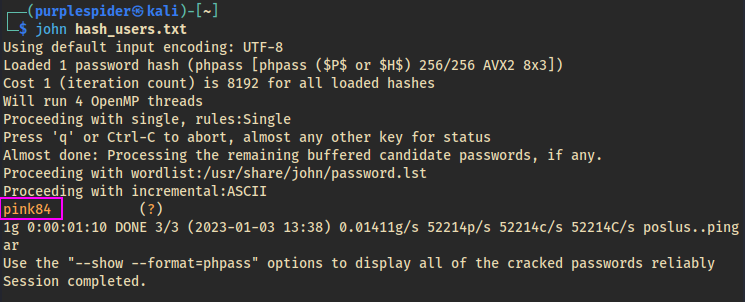 ┌──(purplespider㉿kali)-[~]
└─$ john hash_users.txt
Using default input encoding: UTF-8
Loaded 1 password hash (phpass [phpass ($P$ or $H$) 256/256 AVX2 8x3])
Cost 1 (iteration count) is 8192 for all loaded hashes
Will run 4 OpenMP threads
Proceeding with single, rules:Single
Press 'q' or Ctrl-C to abort, almost any other key for status
Almost done: Processing the remaining buffered candidate passwords, if any.
Proceeding with wordlist:/usr/share/john/password.lst
Proceeding with incremental:ASCII
pink84           (?)
1g 0:00:01:10 DONE 3/3 (2023-01-03 13:38) 0.01411g/s 52214p/s 52214c/s 52214C/s poslus..ping
ar
Use the "--show --format=phpass" options to display all of the cracked passwords reliably
Session completed.